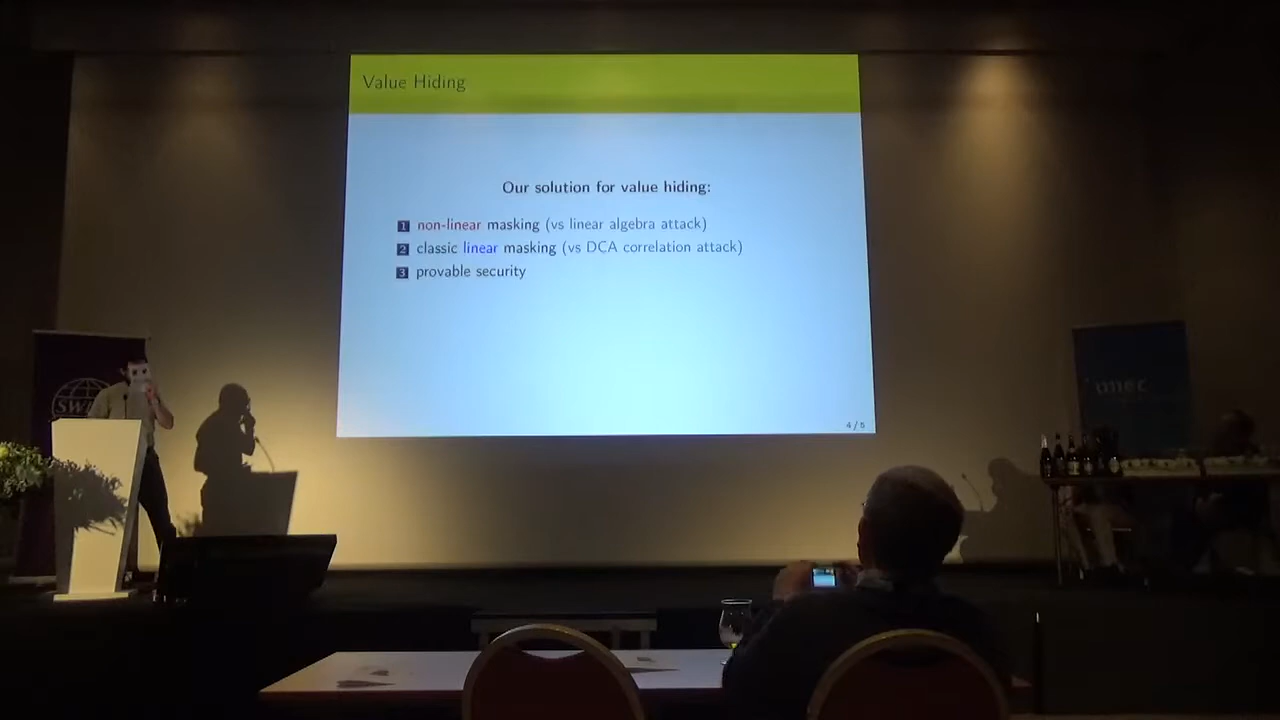 Value Hiding
Our solution for value hiding:
1 non-linear masking (vs linear algebra attack)
2 classic linear masking (vs DCA correlation attack)
3 provable security
4 / 5